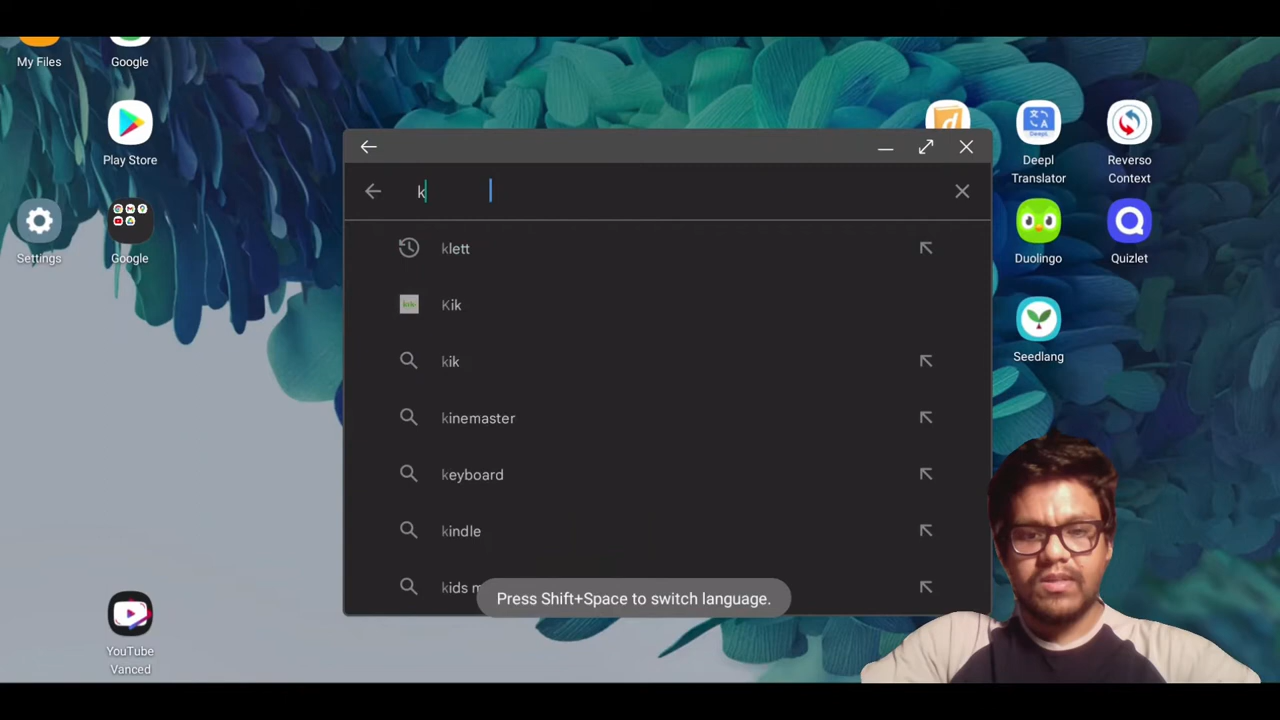 My Files
Google
Play Store
Settings
Google
YouTube
Vanced
k
klett
Kik
kik
kinemaster
keyboard
kindle
kids m
Press Shift+Space to switch language.
d
Deepl
Translator
Reverso
Context
Duolingo
Quizlet
Seedlang